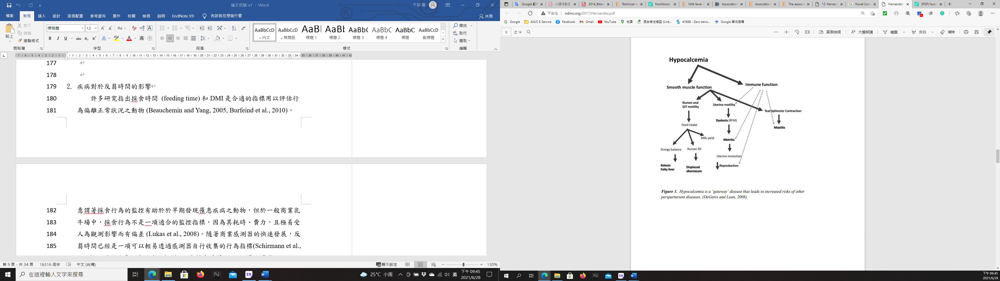 論文初稿-v1 - Word
千訓 黃
檔案 常用 插入 設計 版面配置 參考資料 郵件 校閱 檢視 說明 EndNote X9 告訴我您想做什麼 共用
貼上 剪下 複製 複製格式
標楷體 12
AaBbCcD AaBbCcD AaBbCcD
內文 無間距 標題 1 標題 2 標題 3 標題 4 標題 副標題
尋找 取代 選取
剪貼簿 字型 段落 樣式 編輯
177
178
179 2. 疾病對於反芻時間的影響
180 許多研究指出採食時間 (feeding time) 和 DMI 是合適的指標用以評估行
181 為偏離正常狀況之動物 (Beauchemin and Yang, 2005, Burfeind et al., 2010)，
182 意謂著採食行為的監控有助於於早期發現罹患疾病之動物，但於一般商業乳
183 牛場中，採食行為不是一項適合的監控指標，因為其耗時、費力，且極易受
184 人為觀測影響而有偏差 (Lukas et al., 2008)。隨著商業感測器的快速發展，反
185 芻時間已經是一項可以輕易透過感測器自行收集的行為指標(Schirmann et al.,
第 9 頁，共 34 頁 16316 個字 中文 (台灣) 顯示設定 130%
在這裡輸入文字來搜尋
25°C 小雨 英 下午 09:45
2021/6/28
Google 翻譯 以頸活動量 2014_Bikke Technical no Nutritional- Milk fever i Association Association The associa 12. Hernan Novel Conc Hernandez (PDF) Nutri
不安全 wdmc.org/2017/Hernandez.pdf
Google ASUS E-Service Facebook Gmail YouTube 地圖 混合線性模型 (Line... 41688 - Zero deno... Google 學術搜尋
8 之 14 頁面檢視 大聲朗讀 繪圖 反白 清除
Hypocalcemia
Smooth muscle function
Immune function
Rumen and
GIT motility
Uterine motility
Teat Sphincter Contraction
Dystocia (RFM)
Feed intake
Mastitis
Milk yield
Metritis
Energy balance
Rumen fill
Uterine involution
Ketosis
Fatty liver
Displaced
abomasum
Reproduction
Figure 1. Hypocalcemia is a ‘gateway’ disease that leads to increased risks of other
periparturient diseases. (DeGaris and Lean, 2008).
下午 09:45
2021/6/28